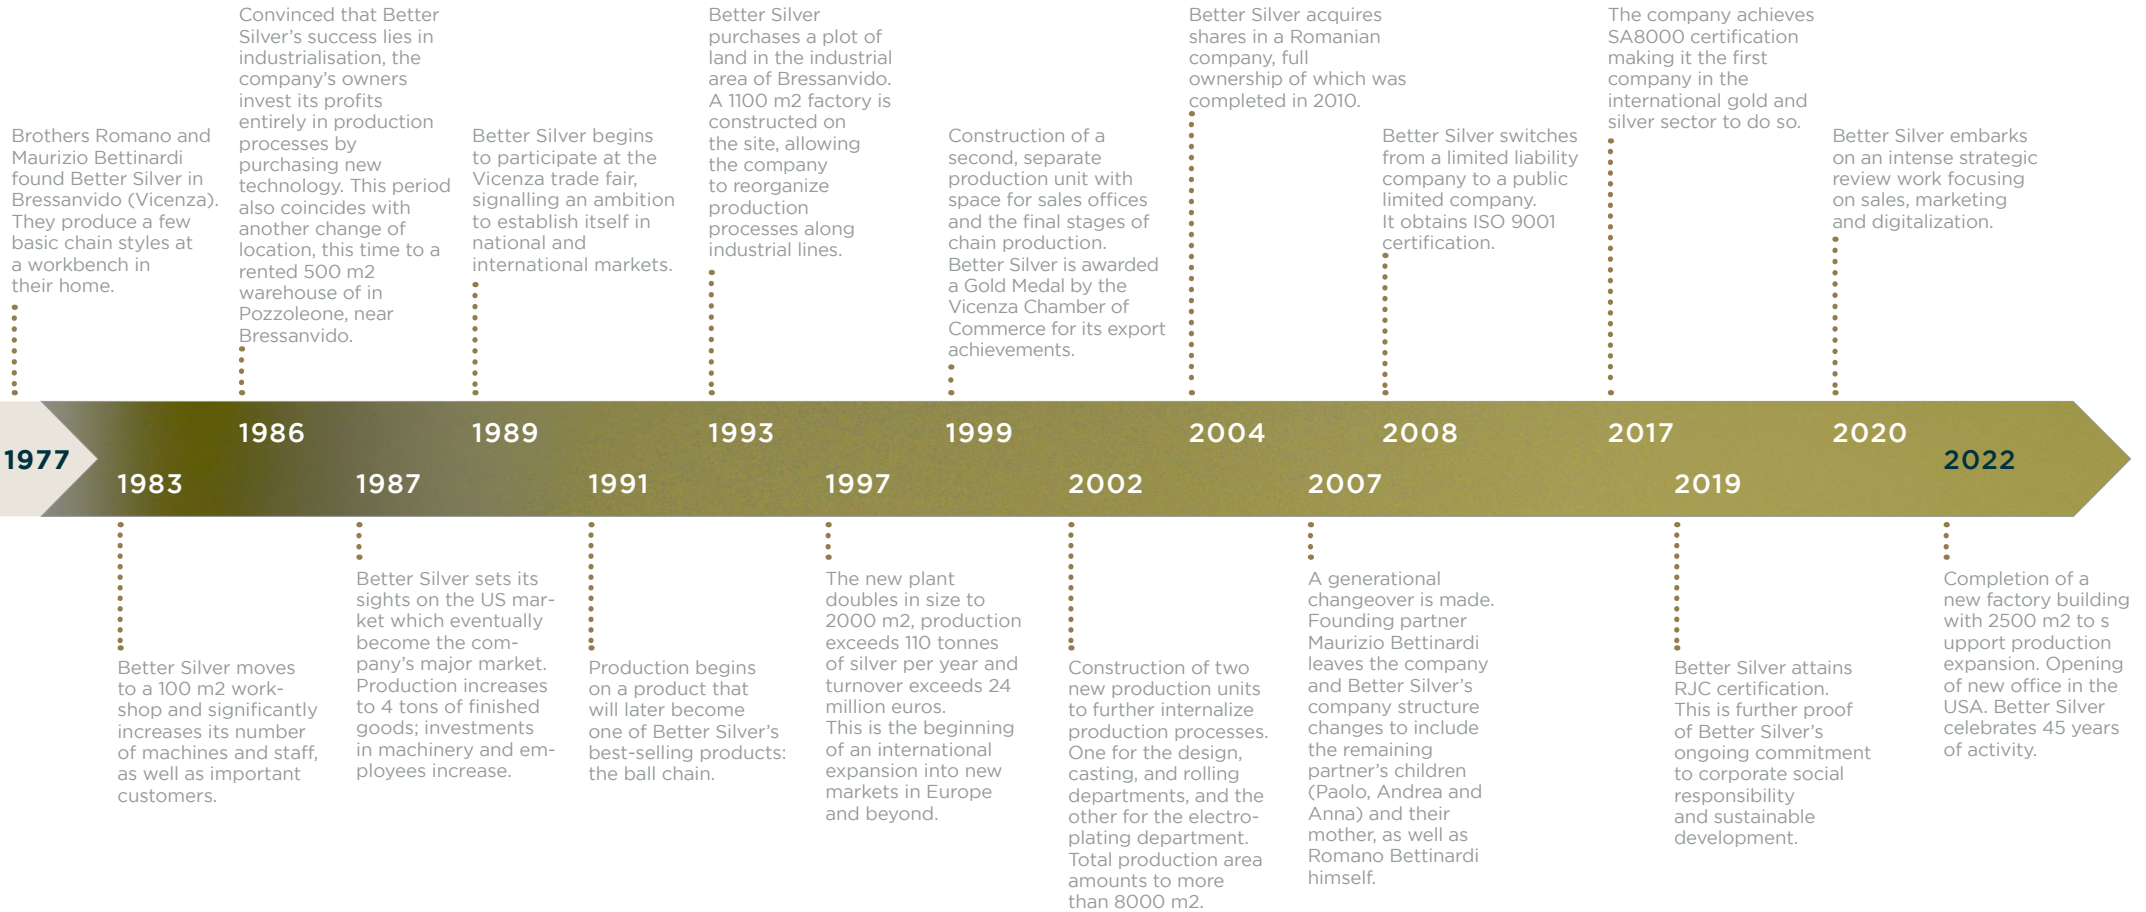 Brothers Romano and
Maurizio Bettinardi
found Better Silver in
Bressanvido (Vicenza).
They produce a few
basic chain styles at
a workbench in
their home.
1977
1983
Better Silver moves
to a 100 m2 work-
shop and significantly
increases its number
of machines and staff,
as well as important
customers.
Convinced that Better
Silver’s success lies in
industrialisation, the
company’s owners
invest its profits
entirely in production
processes by
purchasing new
technology. This period
also coincides with
another change of
location, this time to a
rented 500 m2
warehouse of in
Pozzoleone, near
Bressanvido.
1986
1987
Better Silver sets its
sights on the US mar-
ket which eventually
become the com-
pany’s major market.
Production increases
to 4 tons of finished
goods; investments
in machinery and em-
ployees increase.
Better Silver begins
to participate at the
Vicenza trade fair,
signalling an ambition
to establish itself in
national and
international markets.
1989
1991
Production begins
on a product that
will later become
one of Better Silver’s
best-selling products:
the ball chain.
Better Silver
purchases a plot of
land in the industrial
area of Bressanvido.
A 1100 m2 factory is
constructed on
the site, allowing
the company
to reorganize
production
processes along
industrial lines.
1993
1997
The new plant
doubles in size to
2000 m2, production
exceeds 110 tonnes
of silver per year and
turnover exceeds 24
million euros.
This is the beginning
of an international
expansion into new
markets in Europe
and beyond.
Construction of a
second, separate
production unit with
space for sales offices
and the final stages of
chain production.
Better Silver is awarded
a Gold Medal by the
Vicenza Chamber of
Commerce for its export
achievements.
1999
2002
Construction of two
new production units
to further internalize
production processes.
One for the design,
casting, and rolling
departments, and the
other for the electro-
plating department.
Total production area
amounts to more
than 8000 m2.
Better Silver acquires
shares in a Romanian
company, full
ownership of which was
completed in 2010.
2004
2007
A generational
changeover is made.
Founding partner
Maurizio Bettinardi
leaves the company
and Better Silver’s
company structure
changes to include
the remaining
partner’s children
(Paolo, Andrea and
Anna) and their
mother, as well as
Romano Bettinardi
himself.
Better Silver switches
from a limited liability
company to a public
limited company.
It obtains ISO 9001
certification.
2008
The company achieves
SA8000 certification
making it the first
company in the
international gold and
silver sector to do so.
2017
2019
Better Silver attains
RJC certification.
This is further proof
of Better Silver’s
ongoing commitment
to corporate social
responsibility
and sustainable
development.
Better Silver embarks
on an intense strategic
review work focusing
on sales, marketing
and digitalization.
2020
2022
Completion of a
new factory building
with 2500 m2 to s
upport production
expansion. Opening
of new office in the
USA. Better Silver
celebrates 45 years
of activity.